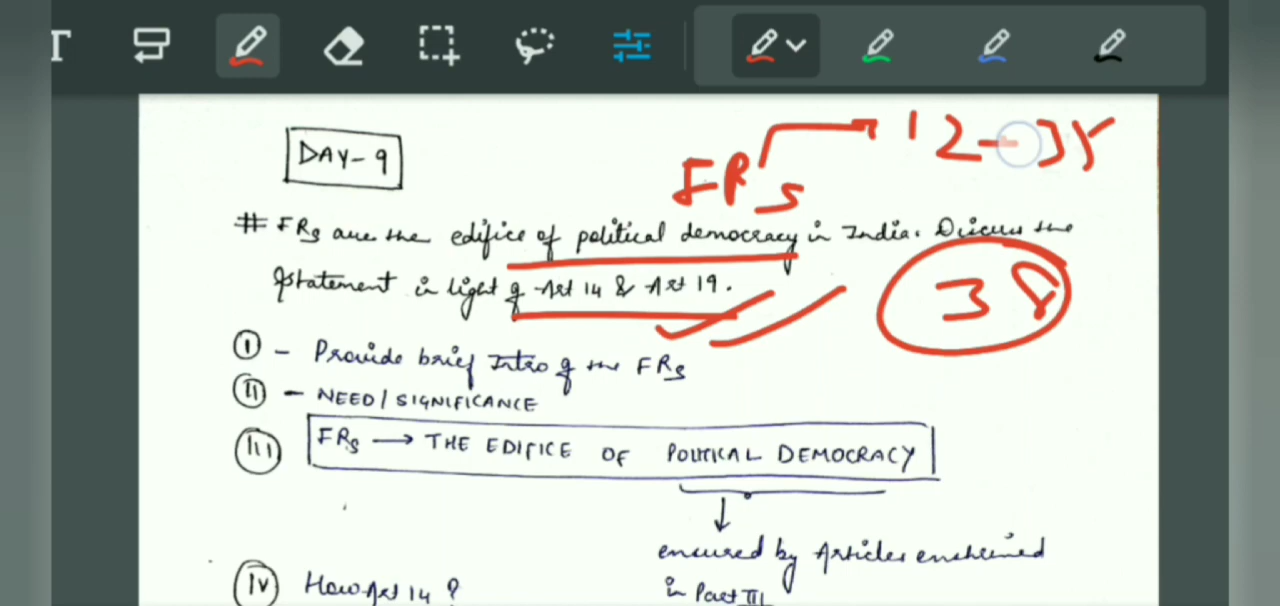 T
DAY-9
FRs 12-35
# FRs are the edifice of political democracy in India. Discuss the
statement in light of Art 14 & Art 19.
38
(I) - Provide brief Intro of the FRs
(II) - NEED/SIGNIFICANCE
(III) FRs → THE EDIFICE OF POLITICAL DEMOCRACY
↓
ensured by Articles enshrined
in Part III
(IV) How Art 14 ?